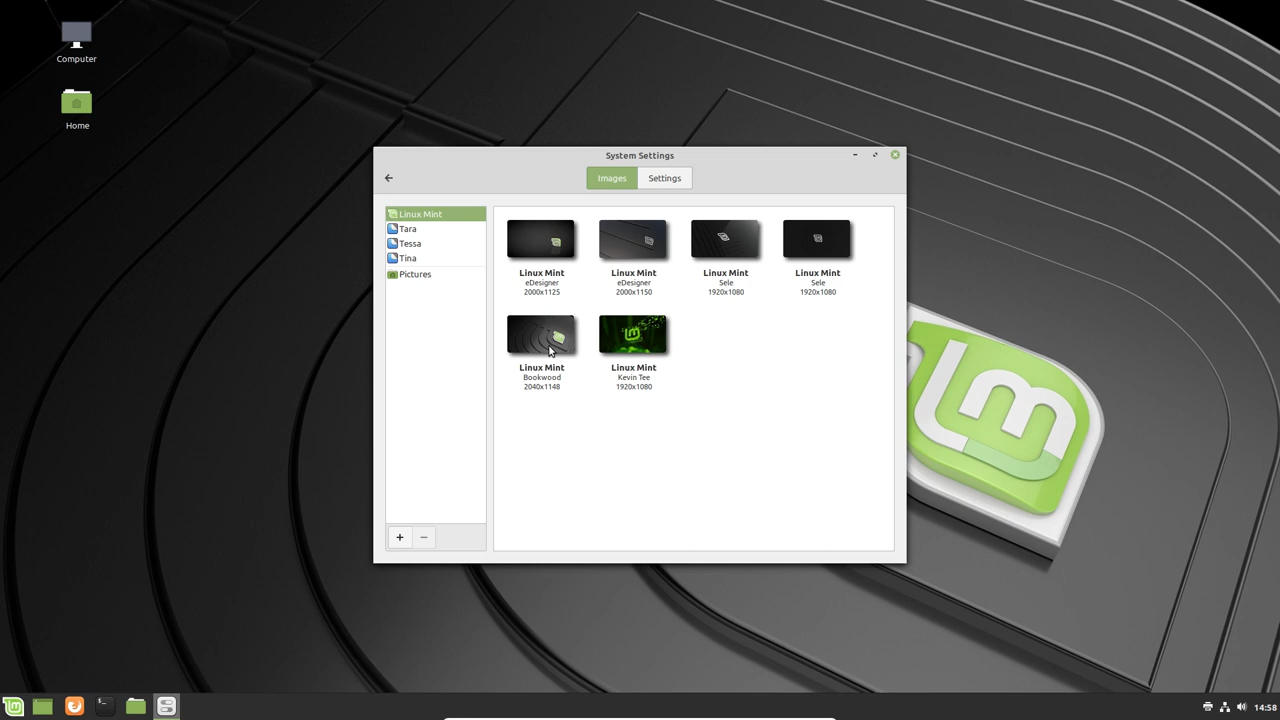 Computer
Home
System Settings
Images
Settings
Linux Mint
Tara
Tessa
Tina
Pictures
Linux Mint
eDesigner
2000x1125
Linux Mint
eDesigner
2000x1150
Linux Mint
Sele
1920x1080
Linux Mint
Sele
1920x1080
Linux Mint
Bookwood
2040x1148
Linux Mint
Kevin Tee
1920x1080
14:58